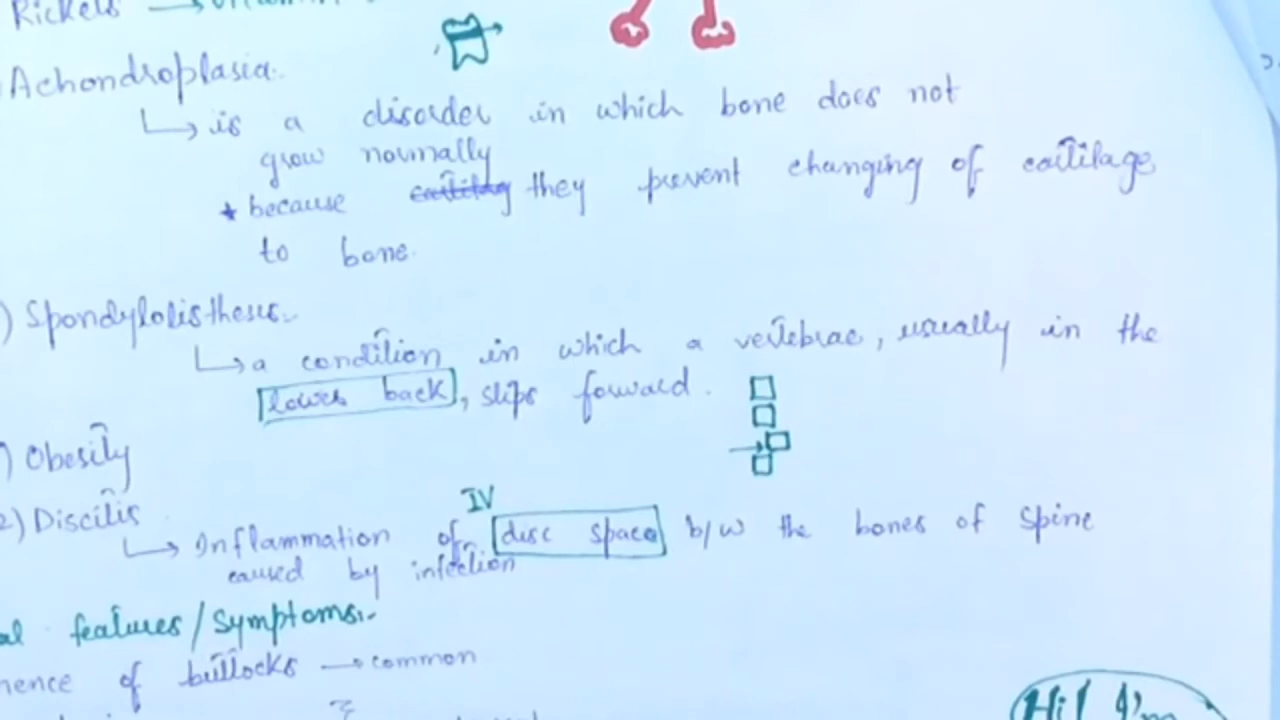 Rickets →
Achondroplasia.
↳ is a disorder in which bone does not
grow normally
* because they prevent changing of cartilage
to bone.
) Spondylolisthesis.
↳ a condition in which a vertebrae, usually in the
lower back, slips forward.
) Obesity
2) Discitis
IV
↳ Inflammation of disc space b/w the bones of spine
caused by infection
al features/symptoms:-
nence of buttocks → common
Hi! I'm